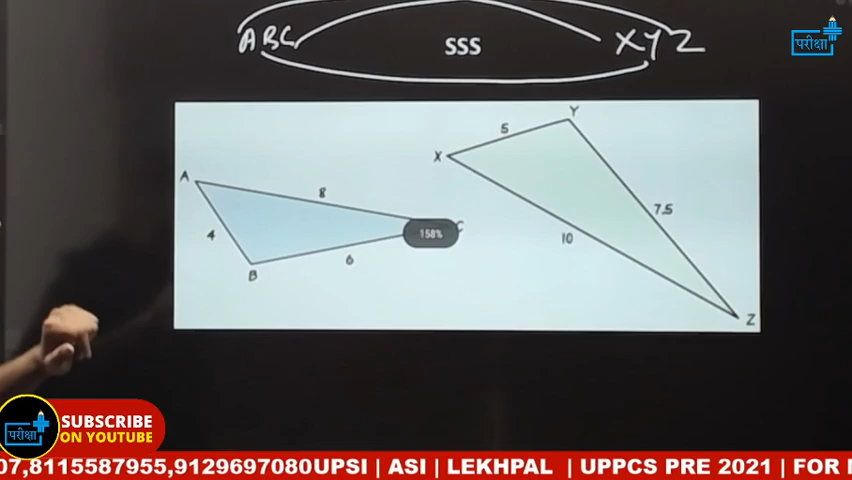 ABC
SSS
XYZ
परीक्षा
Y
5
X
A
8
7.5
C
158%
4
10
6
B
Z
परीक्षा
SUBSCRIBE
ON YOUTUBE
07,8115587955,9129697080UPSI | ASI | LEKHPAL | UPPCS PRE 2021 | FOR